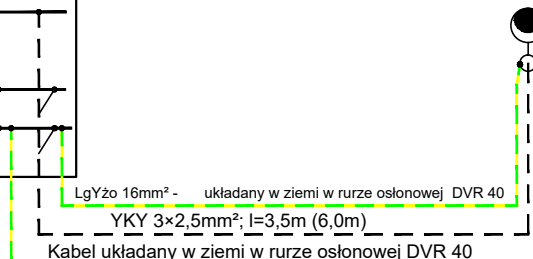 LgYżo 16mm² - układany w ziemi w rurze osłonowej DVR 40
YKY 3×2,5mm²; l=3,5m (6,0m)
Kabel układany w ziemi w rurze osłonowej DVR 40